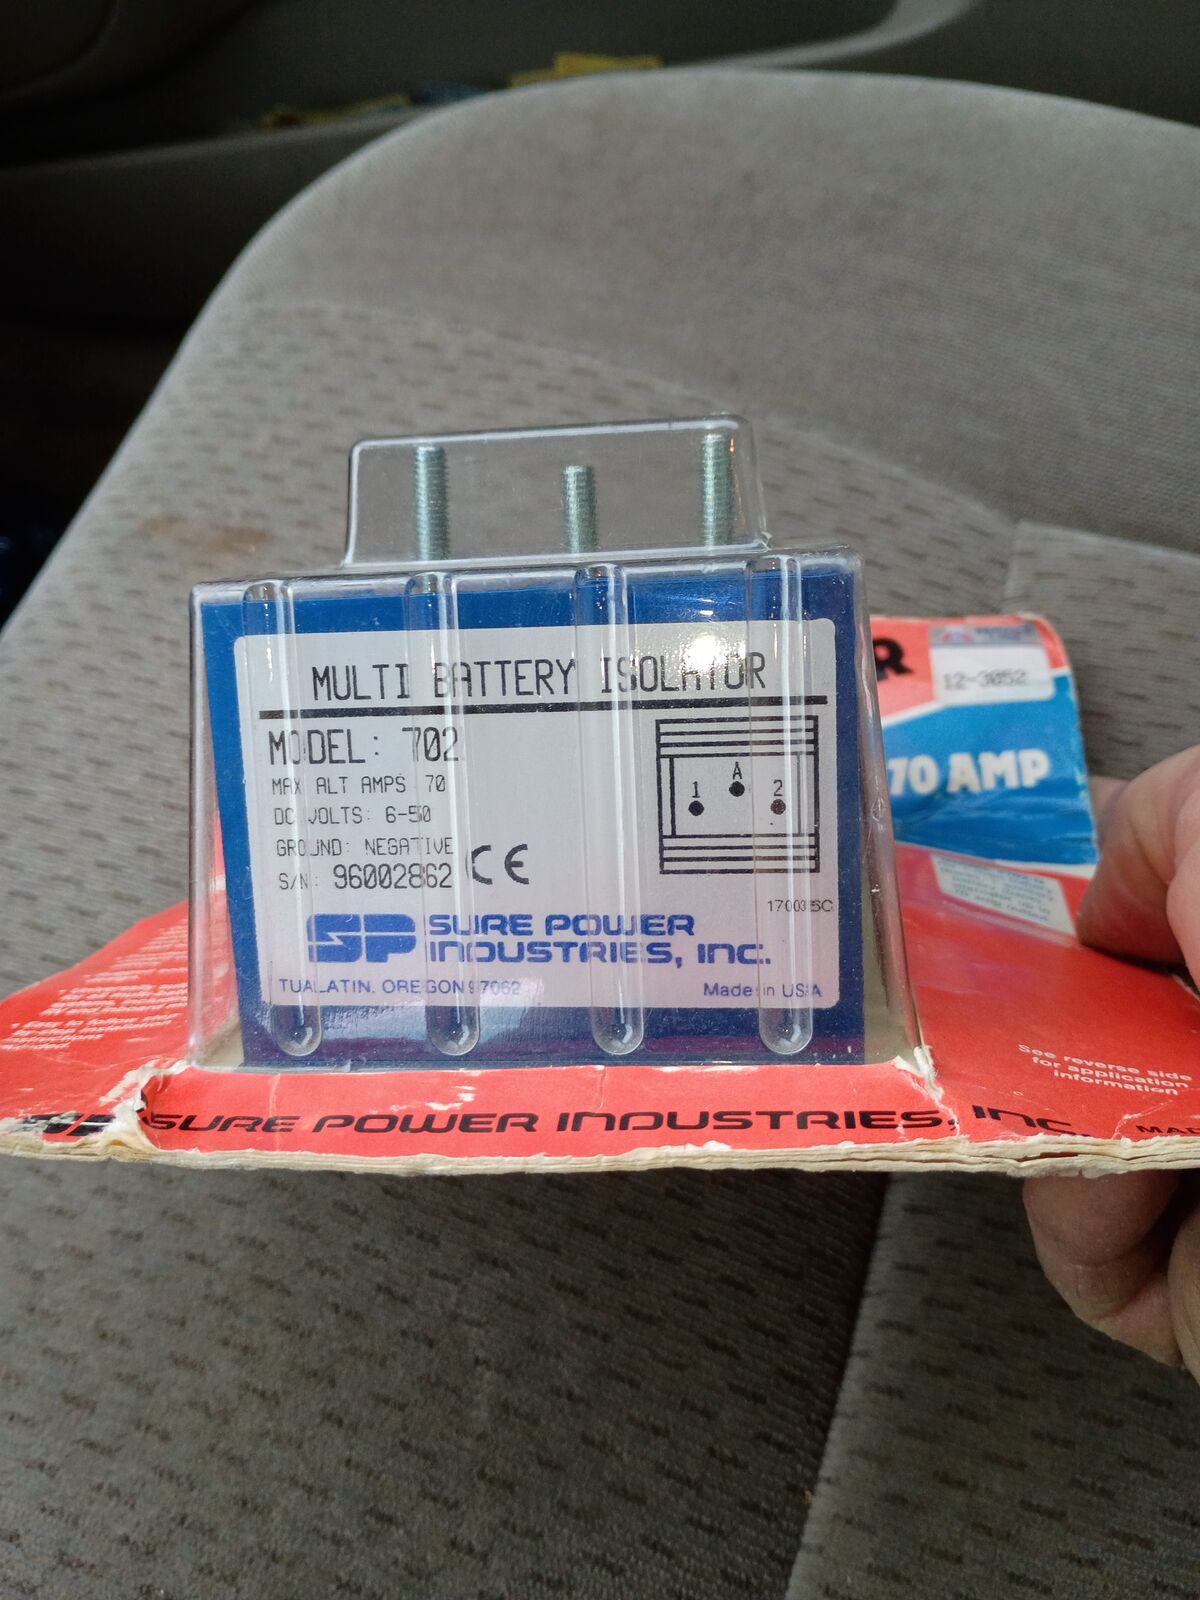 MULTI BATTERY ISOLATOR
MODEL: 702
MAX ALT AMPS 70
DC VOLTS: 6-50
GROUND: NEGATIVE
S/N: 96002862 CE
1 A 2
170035C
SP SURE POWER
INDUSTRIES, INC.
TUALATIN, OREGON 97062
Made in USA
R
12-3052
70 AMP
See reverse side
for application
information
SURE POWER INDUSTRIES, INC.